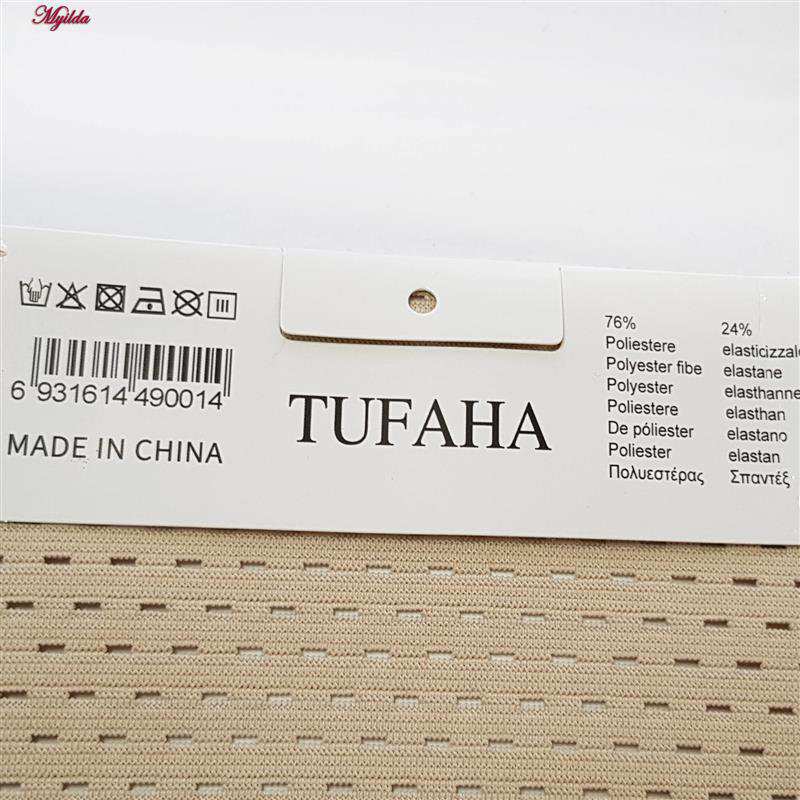 Myilda
76% 24%
Poliestere elasticizzale
Polyester fibe elastane
Polyester elasthanne
Poliestere elasthan
De póliester elastano
Poliester elastan
Πολυεστέρας Σπαντέξ
6 931614 490014
MADE IN CHINA
TUFAHA